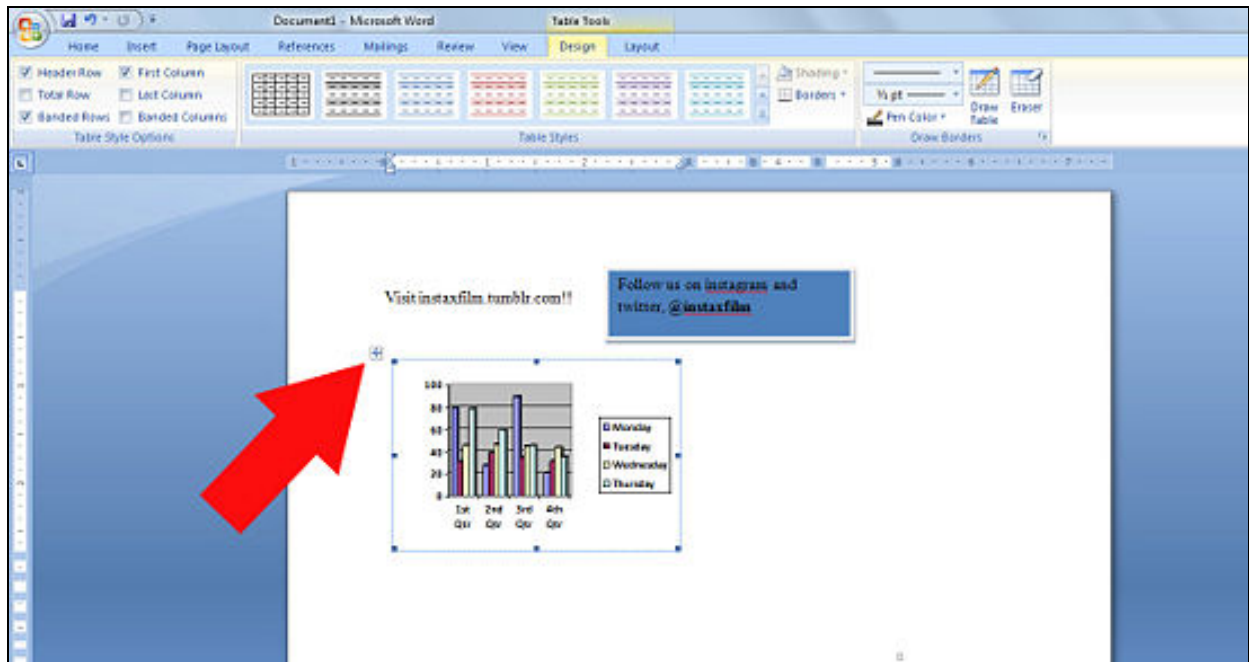 Document1 - Microsoft Word
Table Tools
Home Insert Page Layout References Mailings Review View Design Layout
Header Row First Column
Total Row Last Column
Banded Rows Banded Columns
Table Style Options
Table Styles
Shading
Borders
½ pt
Pen Color
Draw Table
Eraser
Draw Borders
Visit instaxfilm.tumblr.com!!
Follow us on instagram and
twitter, @instaxfilm
100
80
60
40
20
0
1st Qtr
2nd Qtr
3rd Qtr
4th Qtr
Monday
Tuesday
Wednesday
Thursday